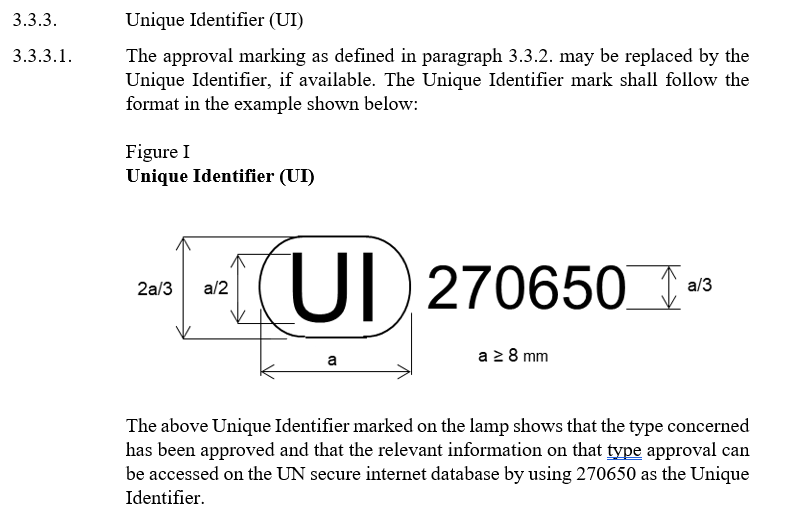 3.3.3. Unique Identifier (UI)
3.3.3.1. The approval marking as defined in paragraph 3.3.2. may be replaced by the
Unique Identifier, if available. The Unique Identifier mark shall follow the
format in the example shown below:
Figure I
Unique Identifier (UI)
2a/3 a/2 UI 270650 a/3
a a ≥ 8 mm
The above Unique Identifier marked on the lamp shows that the type concerned
has been approved and that the relevant information on that type approval can
be accessed on the UN secure internet database by using 270650 as the Unique
Identifier.